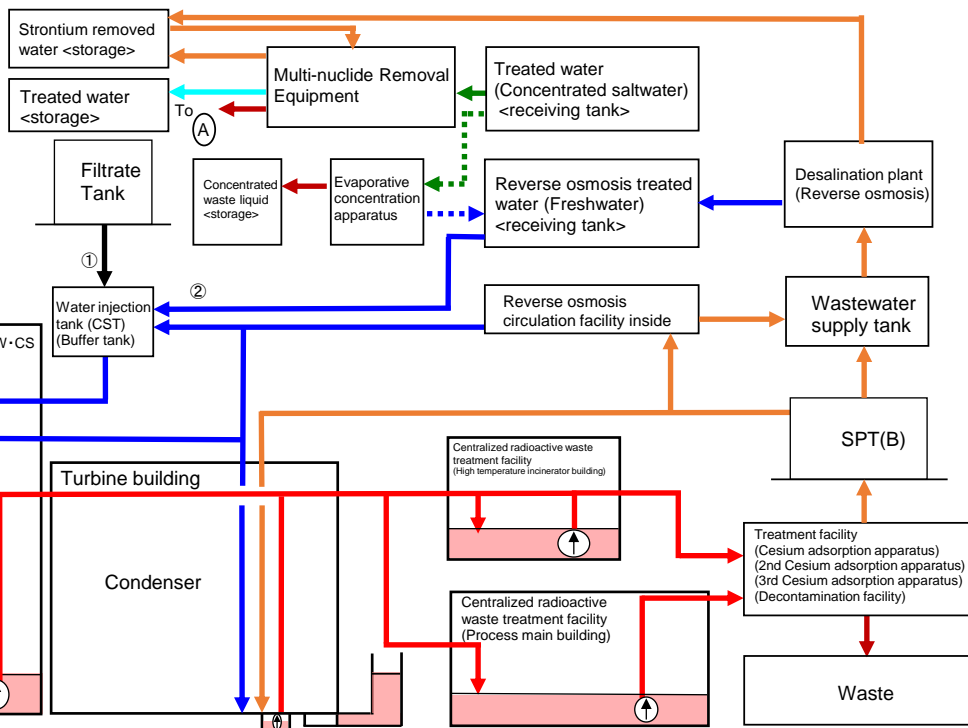 Strontium removed
water <storage>
Multi-nuclide Removal
Equipment
Treated water
(Concentrated saltwater)
<receiving tank>
Treated water
<storage>
To
A
Filtrate
Tank
Concentrated
waste liquid
<storage>
Evaporative
concentration
apparatus
Reverse osmosis treated
water (Freshwater)
<receiving tank>
Desalination plant
(Reverse osmosis)
①
②
Water injection
tank (CST)
(Buffer tank)
Reverse osmosis
circulation facility inside
Wastewater
supply tank
W・CS
SPT(B)
Turbine building
Centralized radioactive waste
treatment facility
(High temperature incinerator building)
Condenser
Treatment facility
(Cesium adsorption apparatus)
(2nd Cesium adsorption apparatus)
(3rd Cesium adsorption apparatus)
(Decontamination facility)
Centralized radioactive
waste treatment facility
(Process main building)
Waste